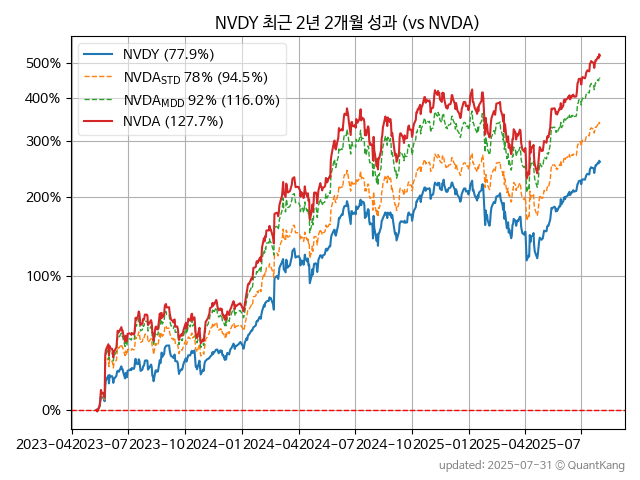 NVDY 최근 2년 2개월 성과 (vs NVDA)
NVDY (77.9%)
NVDASTD 78% (94.5%)
NVDAMDD 92% (116.0%)
NVDA (127.7%)
500%
400%
300%
200%
100%
0%
2023-04 2023-07 2023-10 2024-01 2024-04 2024-07 2024-10 2025-01 2025-04 2025-07
updated: 2025-07-31 © QuantKang